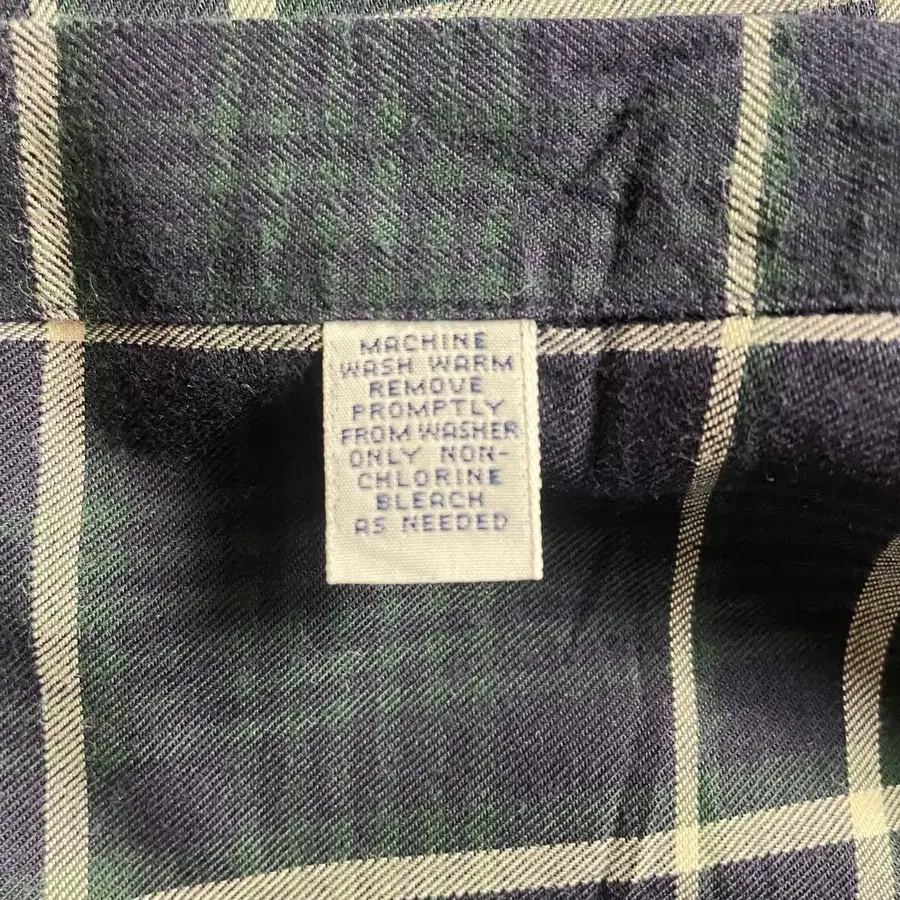 MACHINE
WASH WARM
REMOVE
PROMPTLY
FROM WASHER
ONLY NON-
CHLORINE
BLEACH
AS NEEDED